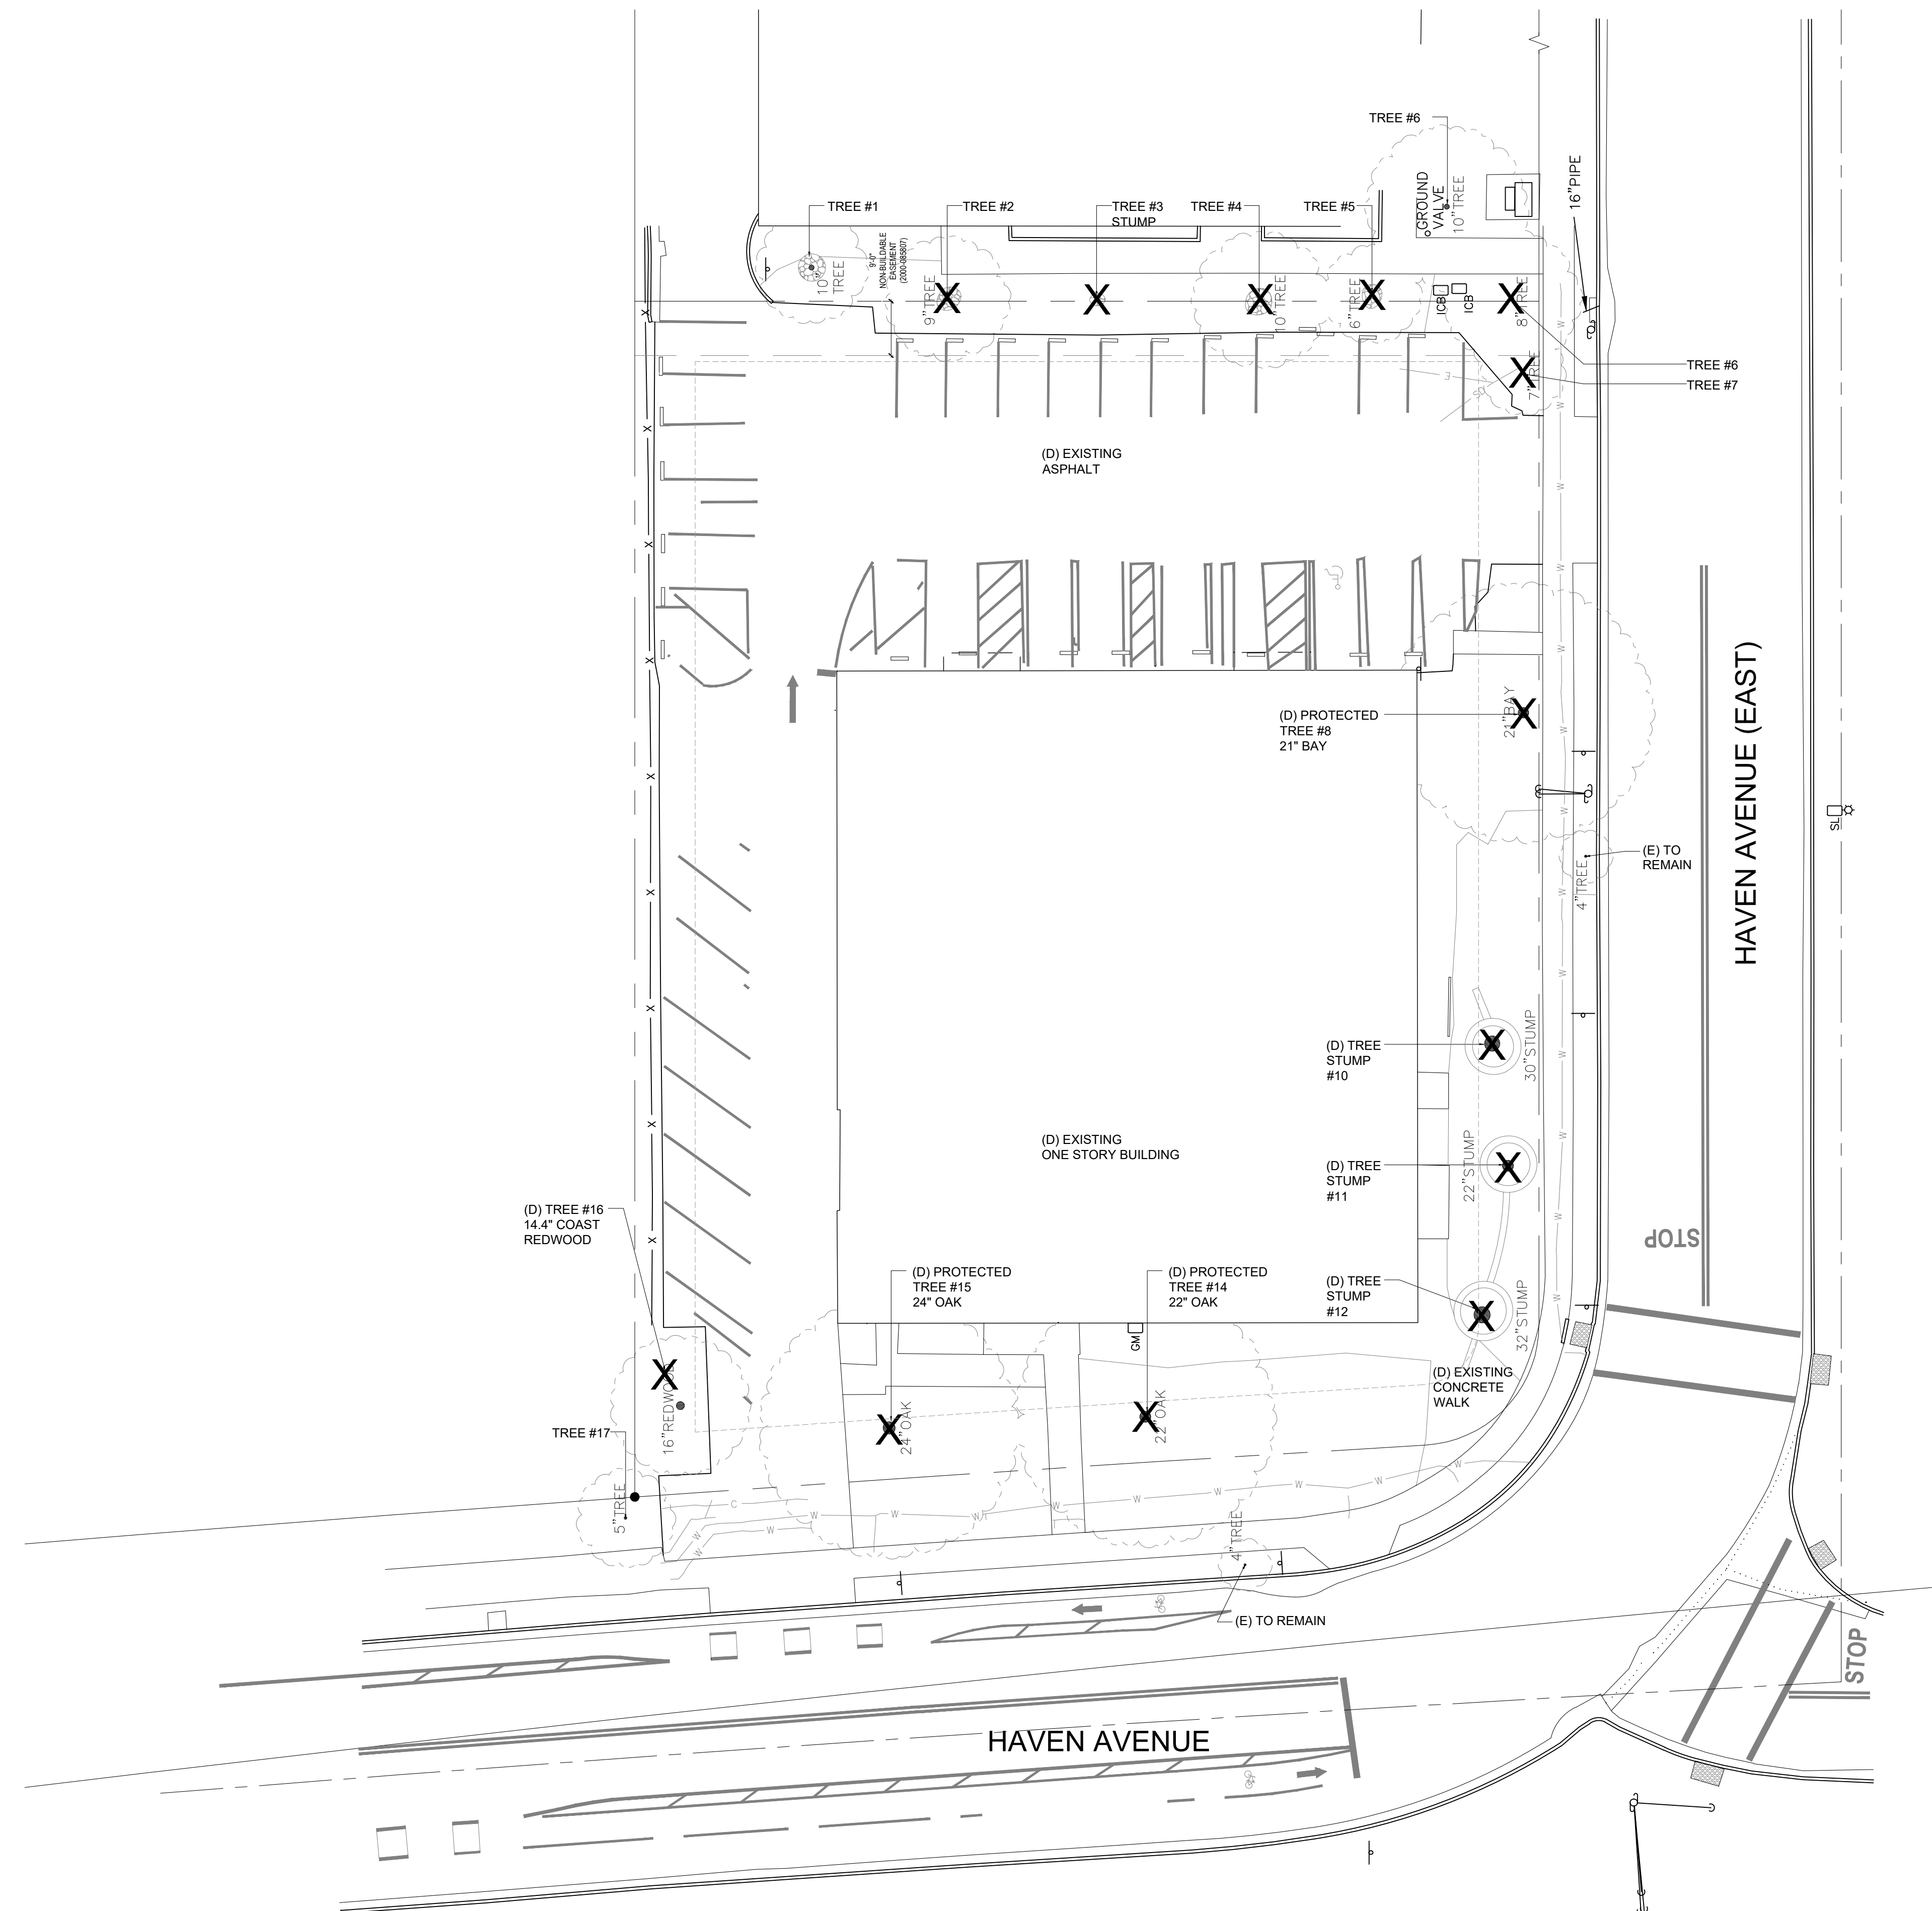 TREE #6
GROUND
VALVE
10"TREE
16"PIPE
TREE #1
TREE #2
TREE #3
STUMP
TREE #4
TREE #5
10"
TREE
9'-0"
NON-BUILDABLE
EASEMENT
(2000-085807)
9"TREE
10"TREE
6"TREE
ICB
ICB
8"TREE
7"TREE
TREE #6
TREE #7
E
SD
(D) EXISTING
ASPHALT
(D) PROTECTED
TREE #8
21" BAY
21"BAY
HAVEN AVENUE (EAST)
SL
(E) TO
REMAIN
4"TREE
(D) TREE
STUMP
#10
30"STUMP
(D) EXISTING
ONE STORY BUILDING
(D) TREE
STUMP
#11
22"STUMP
(D) TREE #16
14.4" COAST
REDWOOD
STOP
(D) PROTECTED
TREE #15
24" OAK
(D) PROTECTED
TREE #14
22" OAK
(D) TREE
STUMP
#12
32"STUMP
GM
(D) EXISTING
CONCRETE
WALK
16"REDWOOD
24"OAK
22"OAK
TREE #17
5"TREE
C
W
4"TREE
(E) TO REMAIN
STOP
HAVEN AVENUE